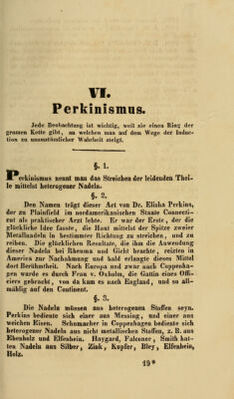 VI.
Perkinismus.
Jede Beobachtung ist wichtig, weil sie einen Ring der
grossen Kette gibt, an welchen man auf dem Wege der Induc-
tion zu unumstösslicher Wahrheit steigt.
§. 1.
Perkinismus nennt man das Streichen der leidenden Thei-
le mittelst heterogener Nadeln.
§. 2.
Den Namen trägt dieser Art von Dr. Elisha Perkins,
der zu Plainfield im nordamerikanischen Staate Connecti-
cut als praktischer Arzt lebte. Er war der Erste, der die
glückliche Idee fasste, die Haut mittelst der Spitze zweier
Metallnadeln in bestimmter Richtung zu streichen, und zu
reiben. Die glücklichen Resultate, die ihm die Anwendung
dieser Nadeln bei Rheuma und Gicht brachte, reizten in
America zur Nachahmung und bald erlangte dieses Mittel
dort Berühmtheit. Nach Europa und zwar nach Coppenha-
gen wurde es durch Frau v. die Gattin eines Offi-
ciers gebracht, von da kam es nach England, und so all-
mählig auf den Continent.
§. 3.
Die Nadeln müssen aus heterogenen Stoffen seyn.
Perkins bediente sich einer aus Messing, und einer aus
weichen Eisen. Schumacher in Coppenhagen bediente sich
heterogener Nadeln aus nicht metallischen Stoffen, z. B. aus
Ebenholz und Elfenbein. Haygard, Falconer, Smith hat-
ten Nadeln aus Silber, Zink, Kupfer, Bley, Elfenbein,
Holz.
19*